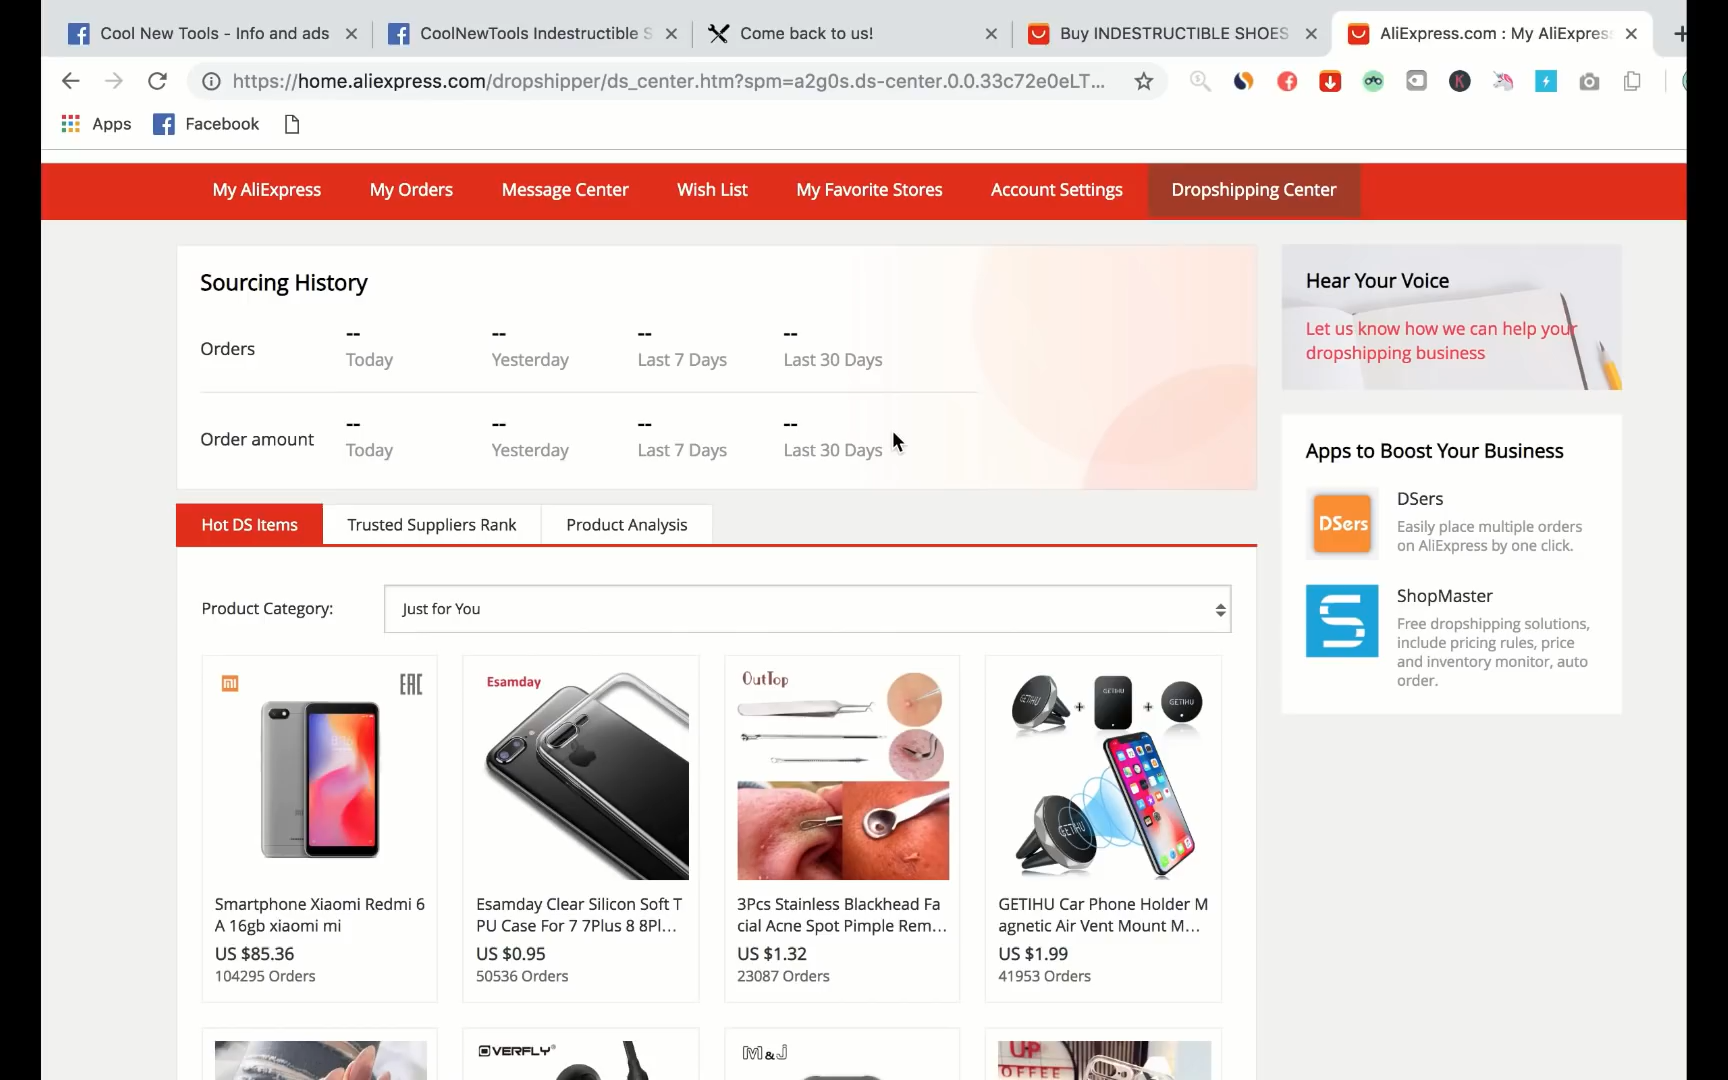 Cool New Tools - Info and ads
CoolNewTools Indestructible S
Come back to us!
Buy INDESTRUCTIBLE SHOES
AliExpress.com : My AliExpress
https://home.aliexpress.com/dropshipper/ds_center.htm?spm=a2g0s.ds-center.0.0.33c72e0eLT...
Apps
Facebook
My AliExpress
My Orders
Message Center
Wish List
My Favorite Stores
Account Settings
Dropshipping Center
Sourcing History
Orders
-- -- -- --
Today Yesterday Last 7 Days Last 30 Days
Order amount
-- -- -- --
Today Yesterday Last 7 Days Last 30 Days
Hear Your Voice
Let us know how we can help your
dropshipping business
Apps to Boost Your Business
DSers
DSers
Easily place multiple orders
on AliExpress by one click.
ShopMaster
Free dropshipping solutions,
include pricing rules, price
and inventory monitor, auto
order.
Hot DS Items
Trusted Suppliers Rank
Product Analysis
Product Category:
Just for You
mi
EAC
Smartphone Xiaomi Redmi 6
A 16gb xiaomi mi
US $85.36
104295 Orders
Esamday
Esamday Clear Silicon Soft T
PU Case For 7 7Plus 8 8Pl...
US $0.95
50536 Orders
OutTop
3Pcs Stainless Blackhead Fa
cial Acne Spot Pimple Rem...
US $1.32
23087 Orders
GETIHU
GETIHU
GETIHU
GETIHU
GETIHU Car Phone Holder M
agnetic Air Vent Mount M...
US $1.99
41953 Orders
OVERFLY
M&J
UP
OFFEE